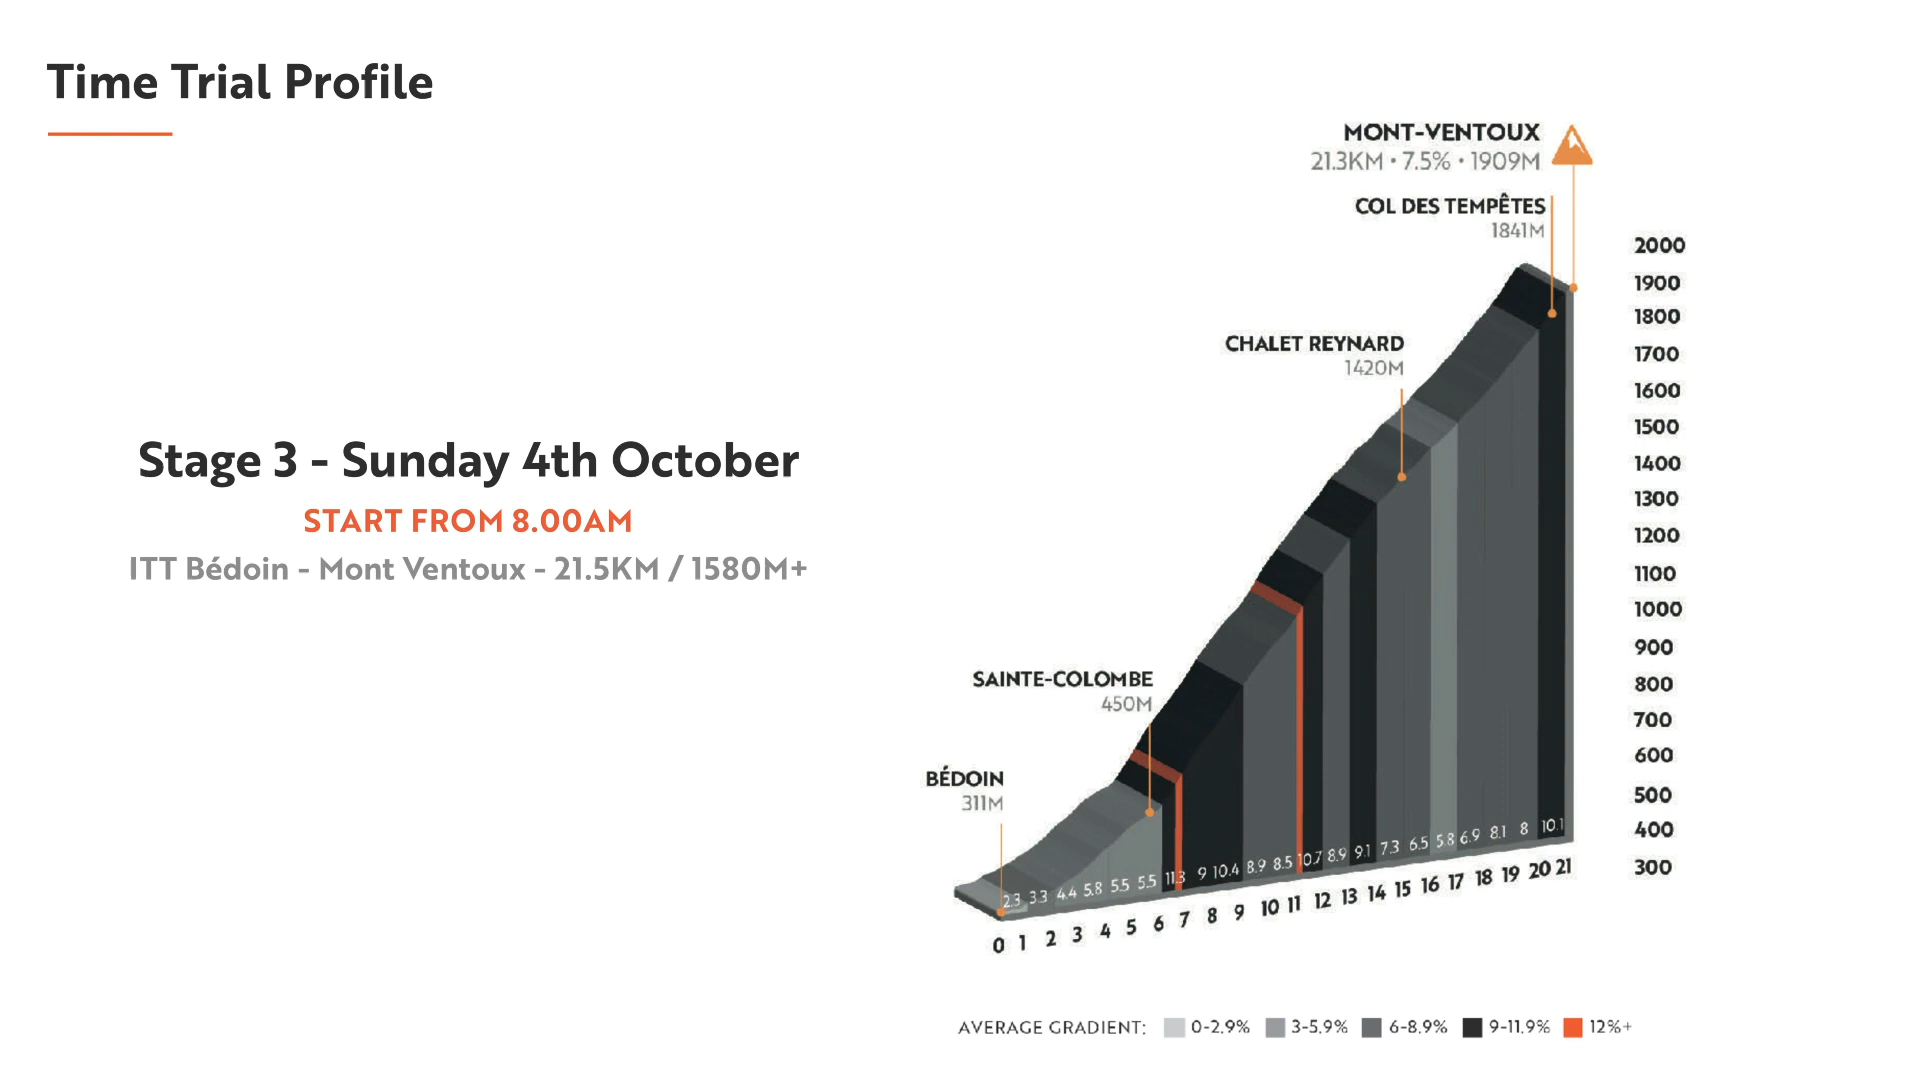 Time Trial Profile
Stage 3 - Sunday 4th October
START FROM 8.00AM
ITT Bédoin - Mont Ventoux - 21.5KM / 1580M+
MONT-VENTOUX
21.3KM • 7.5% • 1909M
COL DES TEMPÊTES
1841M
CHALET REYNARD
1420M
SAINTE-COLOMBE
450M
BÉDOIN
311M
2000
1900
1800
1700
1600
1500
1400
1300
1200
1100
1000
900
800
700
600
500
400
300
2.3 3.3 4.4 5.8 5.5 5.5 11.3 9 10.4 8.9 8.5 10.7 8.9 9.1 7.3 6.5 5.8 6.9 8.1 8 10.1
0 1 2 3 4 5 6 7 8 9 10 11 12 13 14 15 16 17 18 19 20 21
AVERAGE GRADIENT: 0-2,9% 3-5,9% 6-8,9% 9-11,9% 12%+